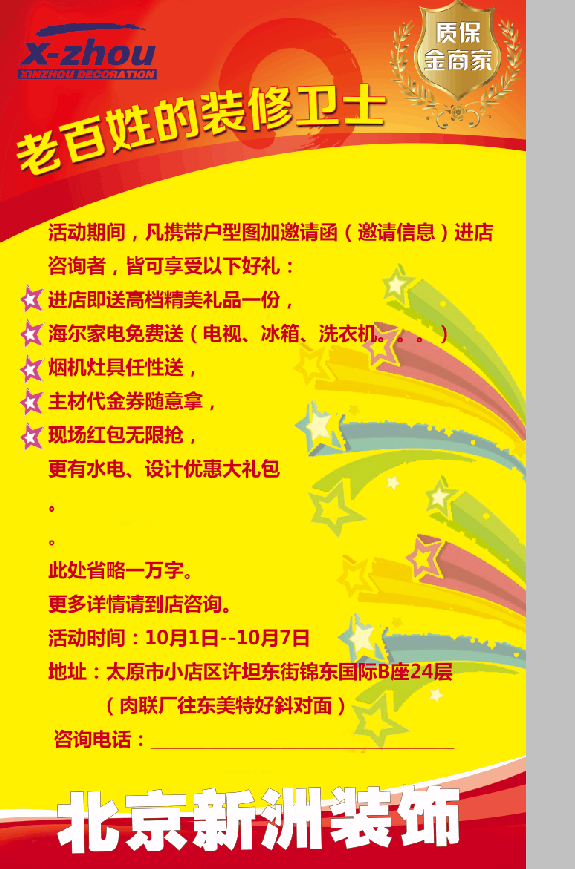 X-zhou
XINZHOU DECORATION
质保
金商家
老百姓的装修卫士
活动期间，凡携带户型图加邀请函（邀请信息）进店
咨询者，皆可享受以下好礼：
进店即送高档精美礼品一份，
海尔家电免费送（电视、冰箱、洗衣机。。。）
烟机灶具任性送，
主材代金券随意拿，
现场红包无限抢，
更有水电、设计优惠大礼包
。
。
此处省略一万字。
更多详情请到店咨询。
活动时间：10月1日--10月7日
地址：太原市小店区许坦东街锦东国际B座24层
（肉联厂往东美特好斜对面）
咨询电话：____________________________
北京新洲装饰